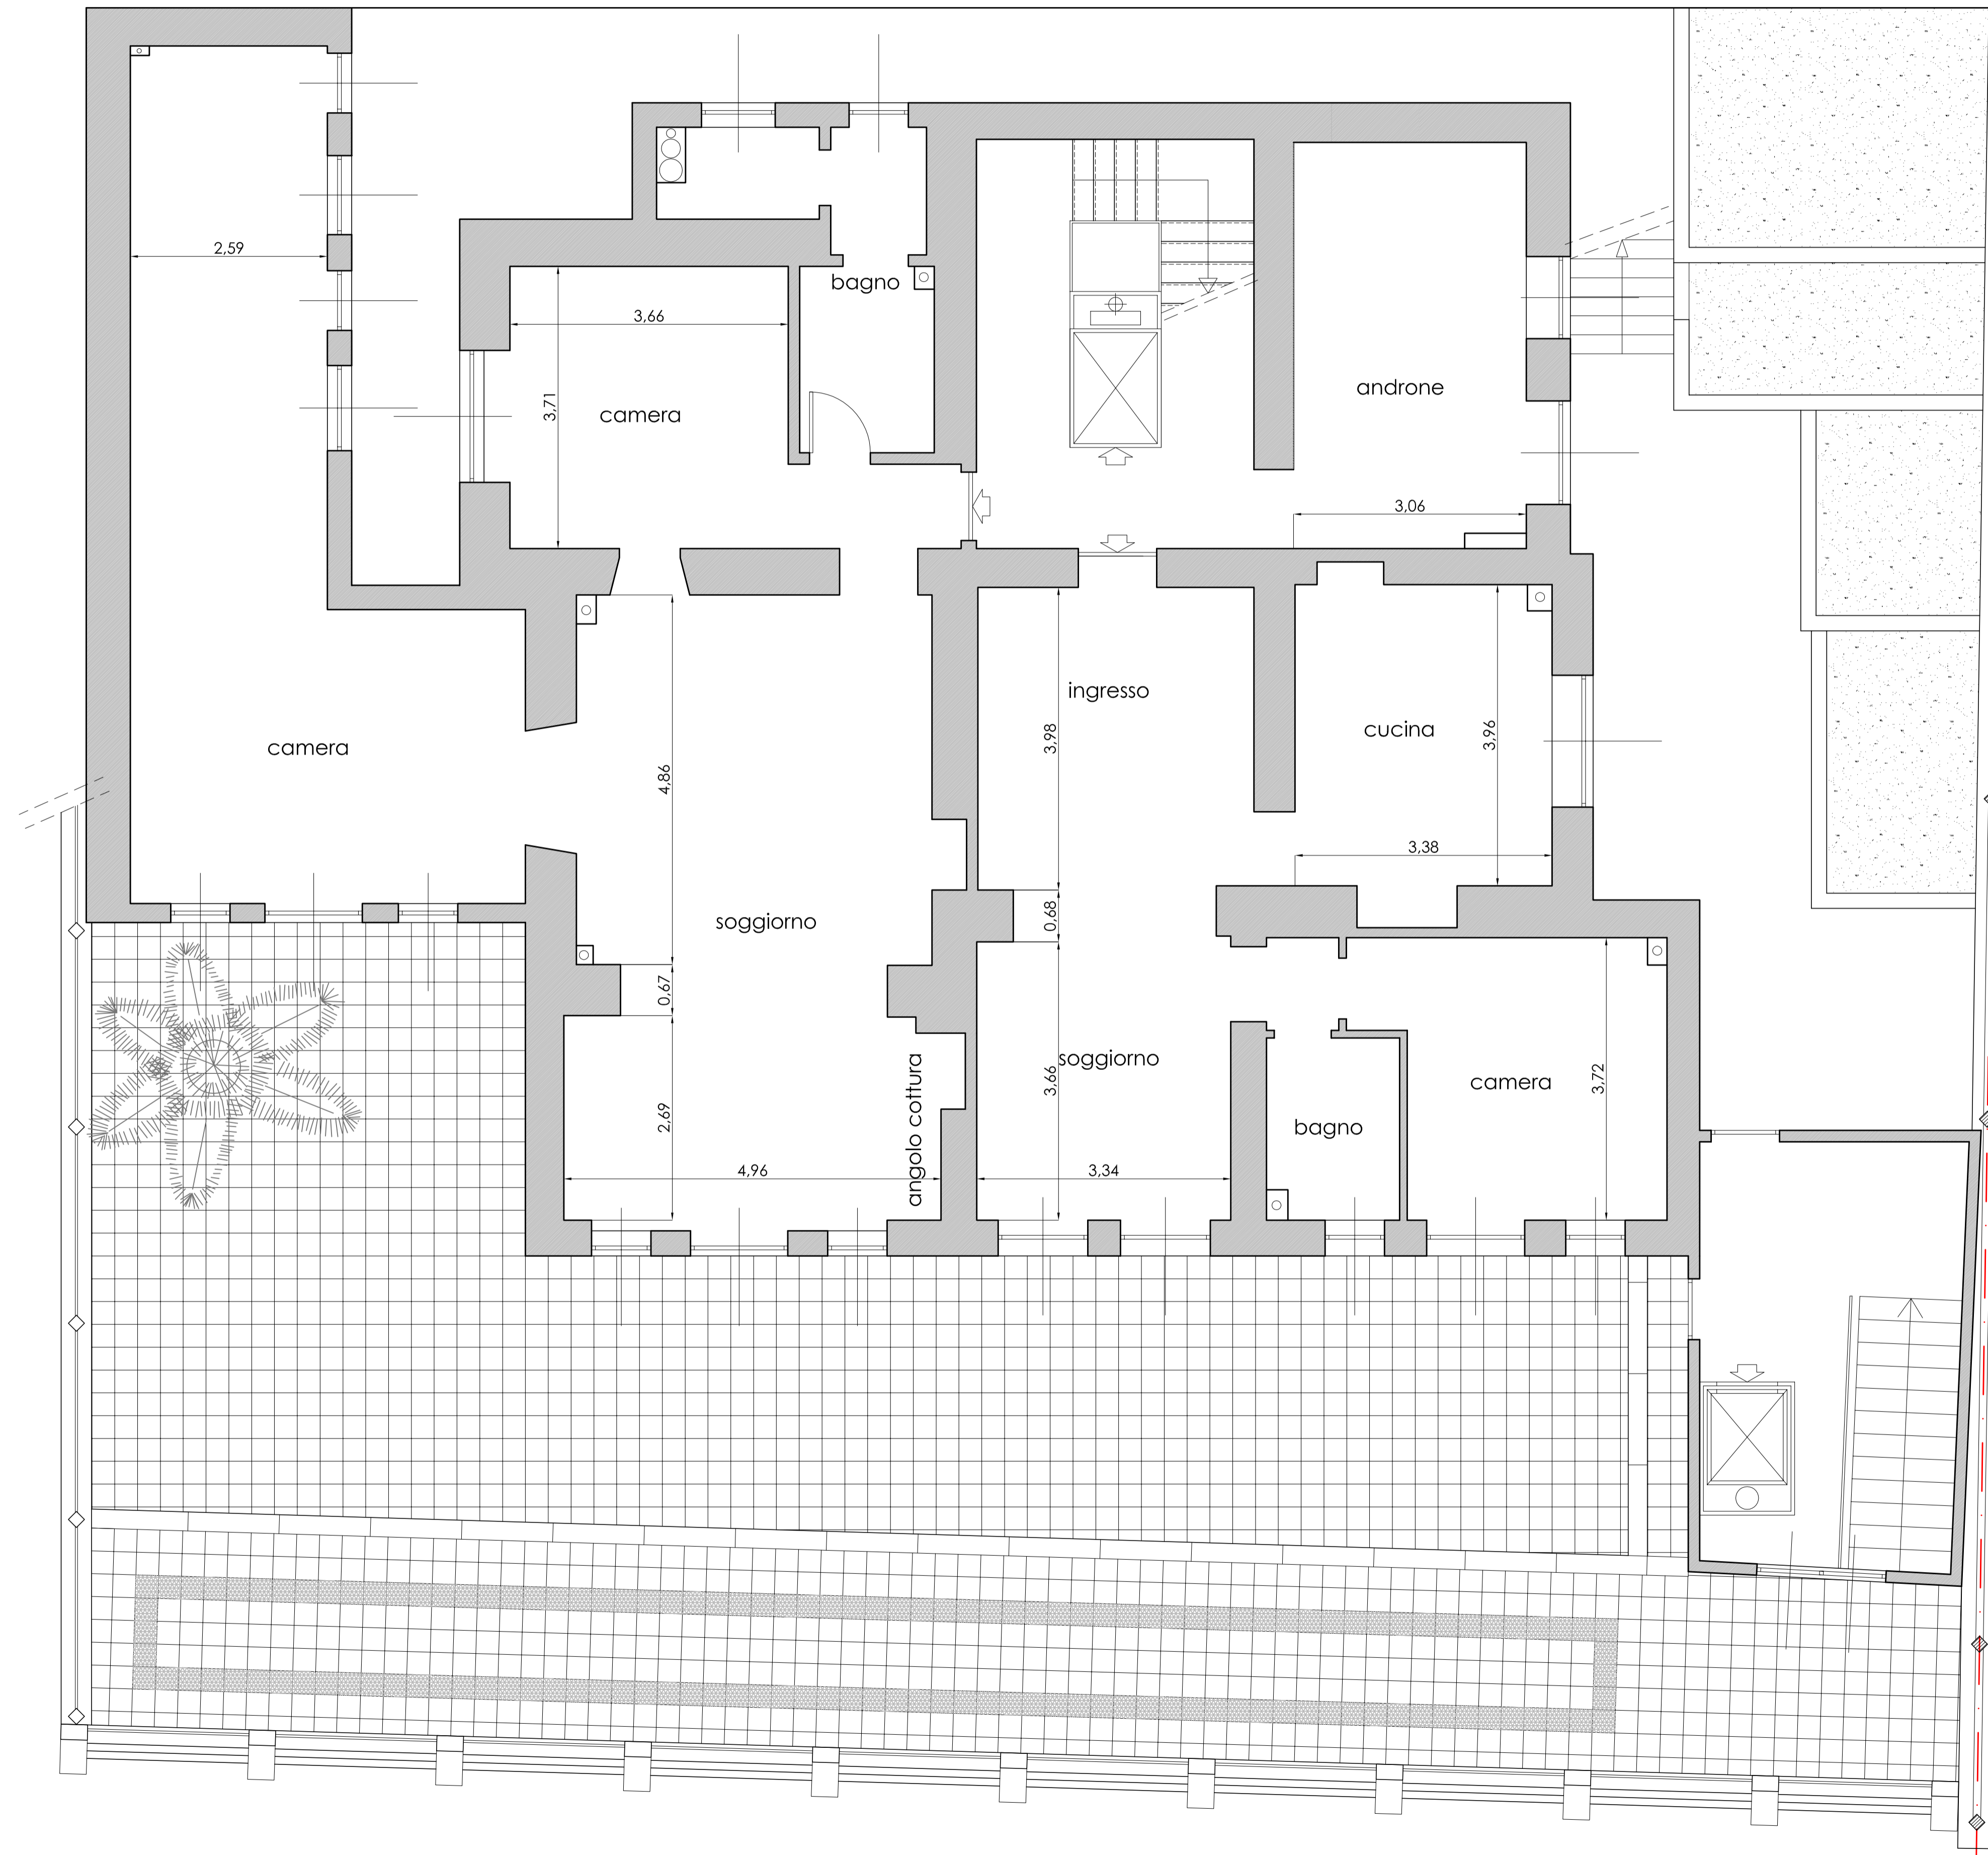 2,59
3,66
bagno
3,71
camera
androne
3,06
ingresso
cucina
3,98
3,96
camera
4,86
3,38
soggiorno
0,68
0,67
soggiorno
3,66
angolo cottura
camera
3,72
bagno
2,69
4,96
3,34